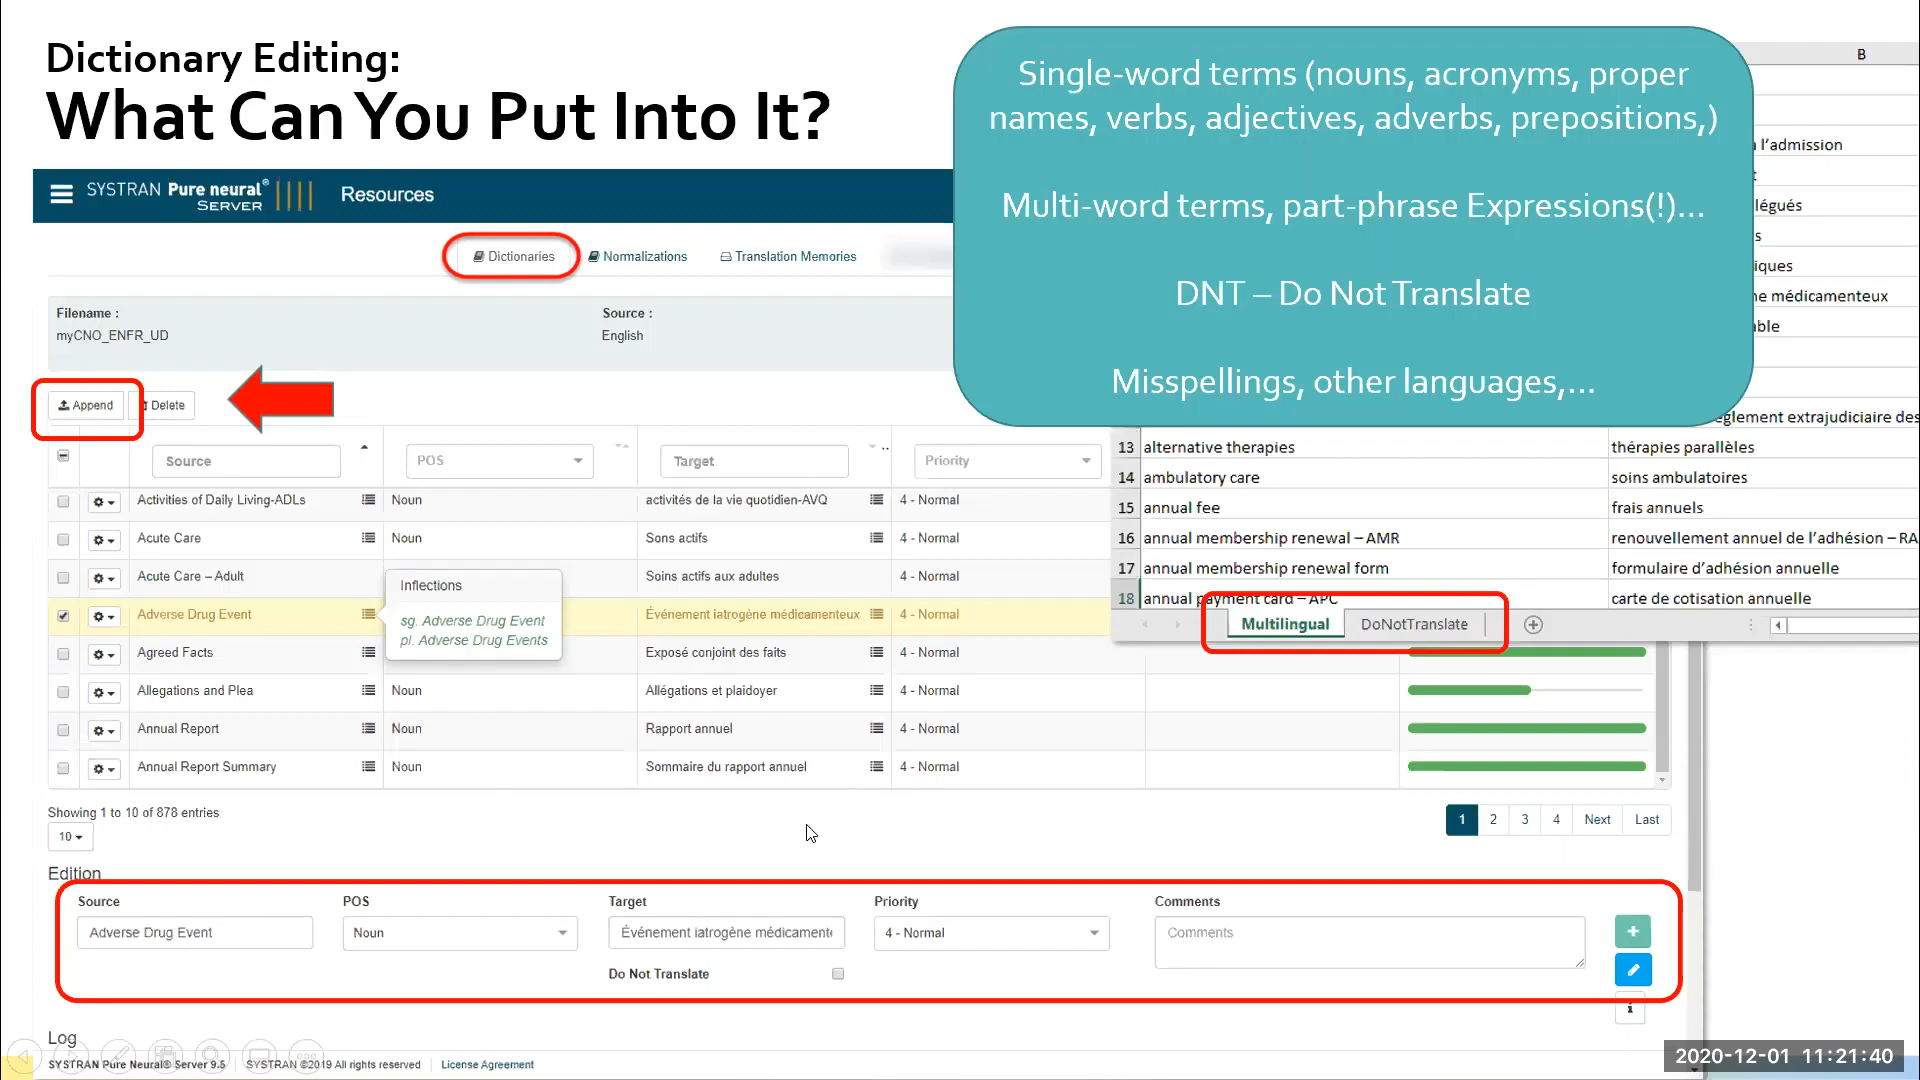 Dictionary Editing:
What Can You Put Into It?
Single-word terms (nouns, acronyms, proper
names, verbs, adjectives, adverbs, prepositions,)
Multi-word terms, part-phrase Expressions(!)...
DNT – Do Not Translate
Misspellings, other languages,...
B
l'admission
légués
iques
médicamenteux
extrajudiciaire des
SYSTRAN Pure neural® SERVER
Resources
Dictionaries
Normalizations
Translation Memories
Filename :
myCNO_ENFR_UD
Source :
English
Append
Delete
Source
POS
Target
Priority
Activities of Daily Living-ADLs Noun activités de la vie quotidien-AVQ 4 - Normal
Acute Care Noun Sons actifs 4 - Normal
Acute Care – Adult Soins actifs aux adultes 4 - Normal
Adverse Drug Event Événement iatrogène médicamenteux 4 - Normal
Agreed Facts Exposé conjoint des faits 4 - Normal
Allegations and Plea Noun Allégations et plaidoyer 4 - Normal
Annual Report Noun Rapport annuel 4 - Normal
Annual Report Summary Noun Sommaire du rapport annuel 4 - Normal
Inflections
sg. Adverse Drug Event
pl. Adverse Drug Events
13 alternative therapies thérapies parallèles
14 ambulatory care soins ambulatoires
15 annual fee frais annuels
16 annual membership renewal – AMR renouvellement annuel de l'adhésion – RA
17 annual membership renewal form formulaire d'adhésion annuelle
18 annual payment card – APC carte de cotisation annuelle
Multilingual
DoNotTranslate
Showing 1 to 10 of 878 entries
10
1 2 3 4 Next Last
Edition
Source POS Target Priority Comments
Adverse Drug Event Noun Événement iatrogène médicament 4 - Normal Comments
Do Not Translate
i
Log
SYSTRAN Pure Neural® Server 9.5 SYSTRAN ©2019 All rights reserved License Agreement
2020-12-01 11:21:40